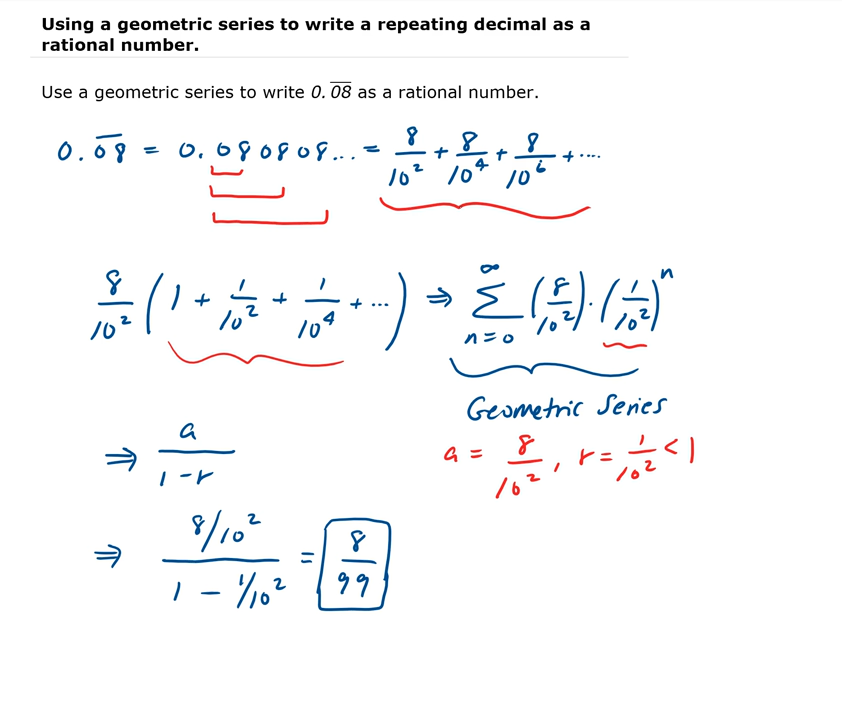 Using a geometric series to write a repeating decimal as a
rational number.
Use a geometric series to write 0.\overline{08} as a rational number.
0.\overline{08} = 0.080808... = 8/10² + 8/10⁴ + 8/10⁶ + ....
8/10² (1 + 1/10² + 1/10⁴ + ...) ⇒ ∑_{n=0}^{∞} (8/10²)·(1/10²)ⁿ
Geometric Series
a = 8/10², r = 1/10² < 1
⇒ a/(1-r)
⇒ (8/10²)/(1 - 1/10²) = 8/99